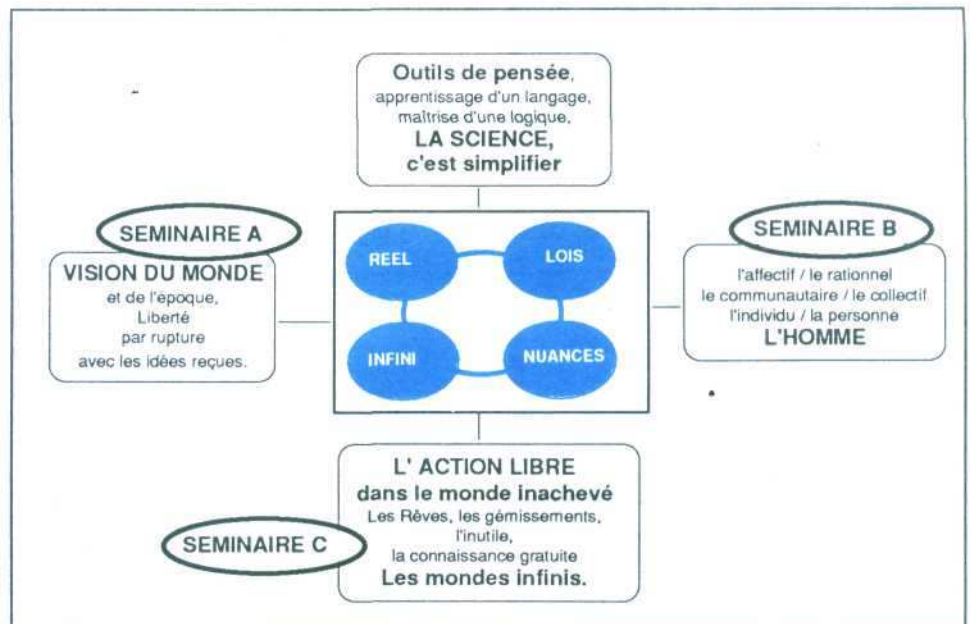 Outils de pensée,
apprentissage d'un langage,
maîtrise d'une logique,
LA SCIENCE,
c'est simplifier
SEMINAIRE A
VISION DU MONDE
et de l'époque,
Liberté
par rupture
avec les idées reçues.
REEL
LOIS
INFINI
NUANCES
SEMINAIRE B
l'affectif / le rationnel
le communautaire / le collectif
l'individu / la personne
L'HOMME
L' ACTION LIBRE
dans le monde inachevé
Les Rêves, les gémissements,
l'inutile,
la connaissance gratuite
Les mondes infinis.
SEMINAIRE C